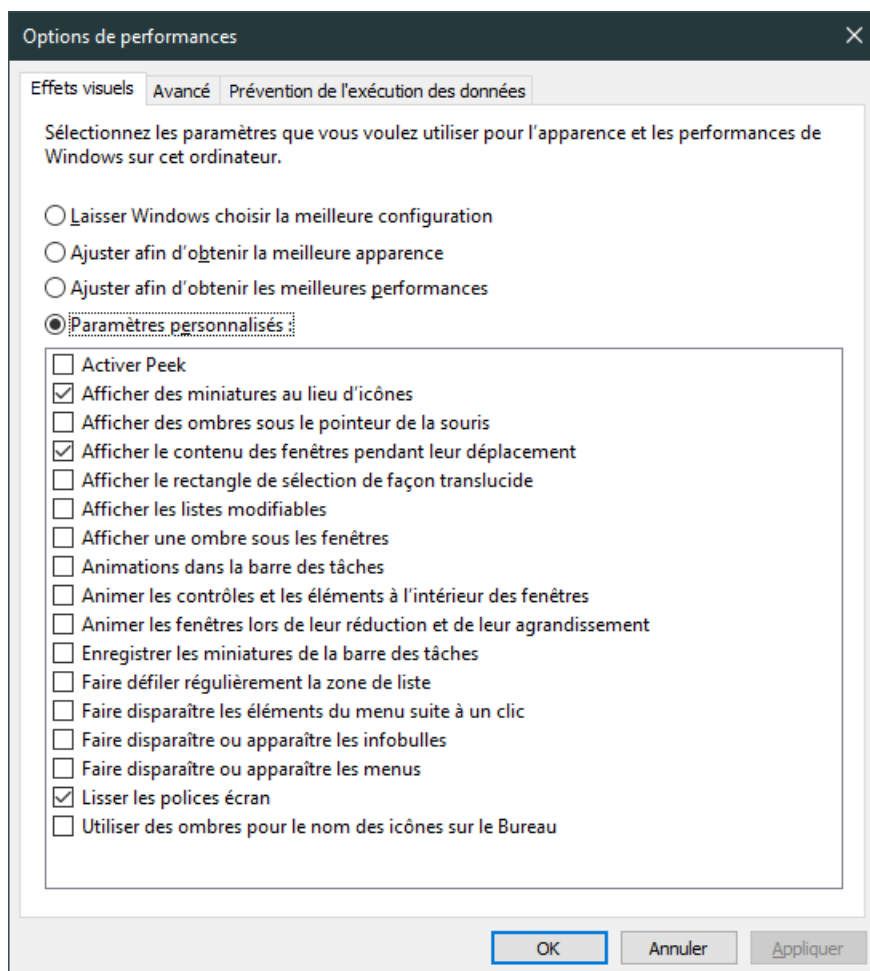 Options de performances
Effets visuels
Avancé
Prévention de l'exécution des données
Sélectionnez les paramètres que vous voulez utiliser pour l'apparence et les performances de
Windows sur cet ordinateur.
Laisser Windows choisir la meilleure configuration
Ajuster afin d'obtenir la meilleure apparence
Ajuster afin d'obtenir les meilleures performances
Paramètres personnalisés :
Activer Peek
Afficher des miniatures au lieu d'icônes
Afficher des ombres sous le pointeur de la souris
Afficher le contenu des fenêtres pendant leur déplacement
Afficher le rectangle de sélection de façon translucide
Afficher les listes modifiables
Afficher une ombre sous les fenêtres
Animations dans la barre des tâches
Animer les contrôles et les éléments à l'intérieur des fenêtres
Animer les fenêtres lors de leur réduction et de leur agrandissement
Enregistrer les miniatures de la barre des tâches
Faire défiler régulièrement la zone de liste
Faire disparaître les éléments du menu suite à un clic
Faire disparaître ou apparaître les infobulles
Faire disparaître ou apparaître les menus
Lisser les polices écran
Utiliser des ombres pour le nom des icônes sur le Bureau
OK
Annuler
Appliquer